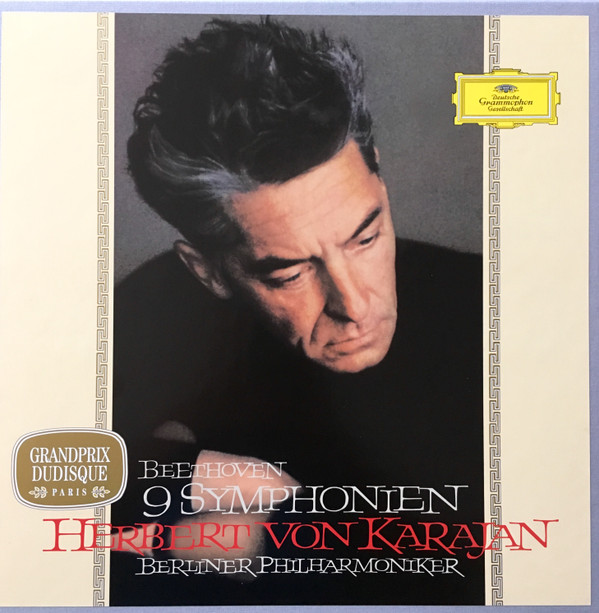 Deutsche
Grammophon
Gesellschaft
GRANDPRIX
DUDISQUE
PARIS
BEETHOVEN
9 SYMPHONIEN
HERBERT VON KARAJAN
BERLINER PHILHARMONIKER